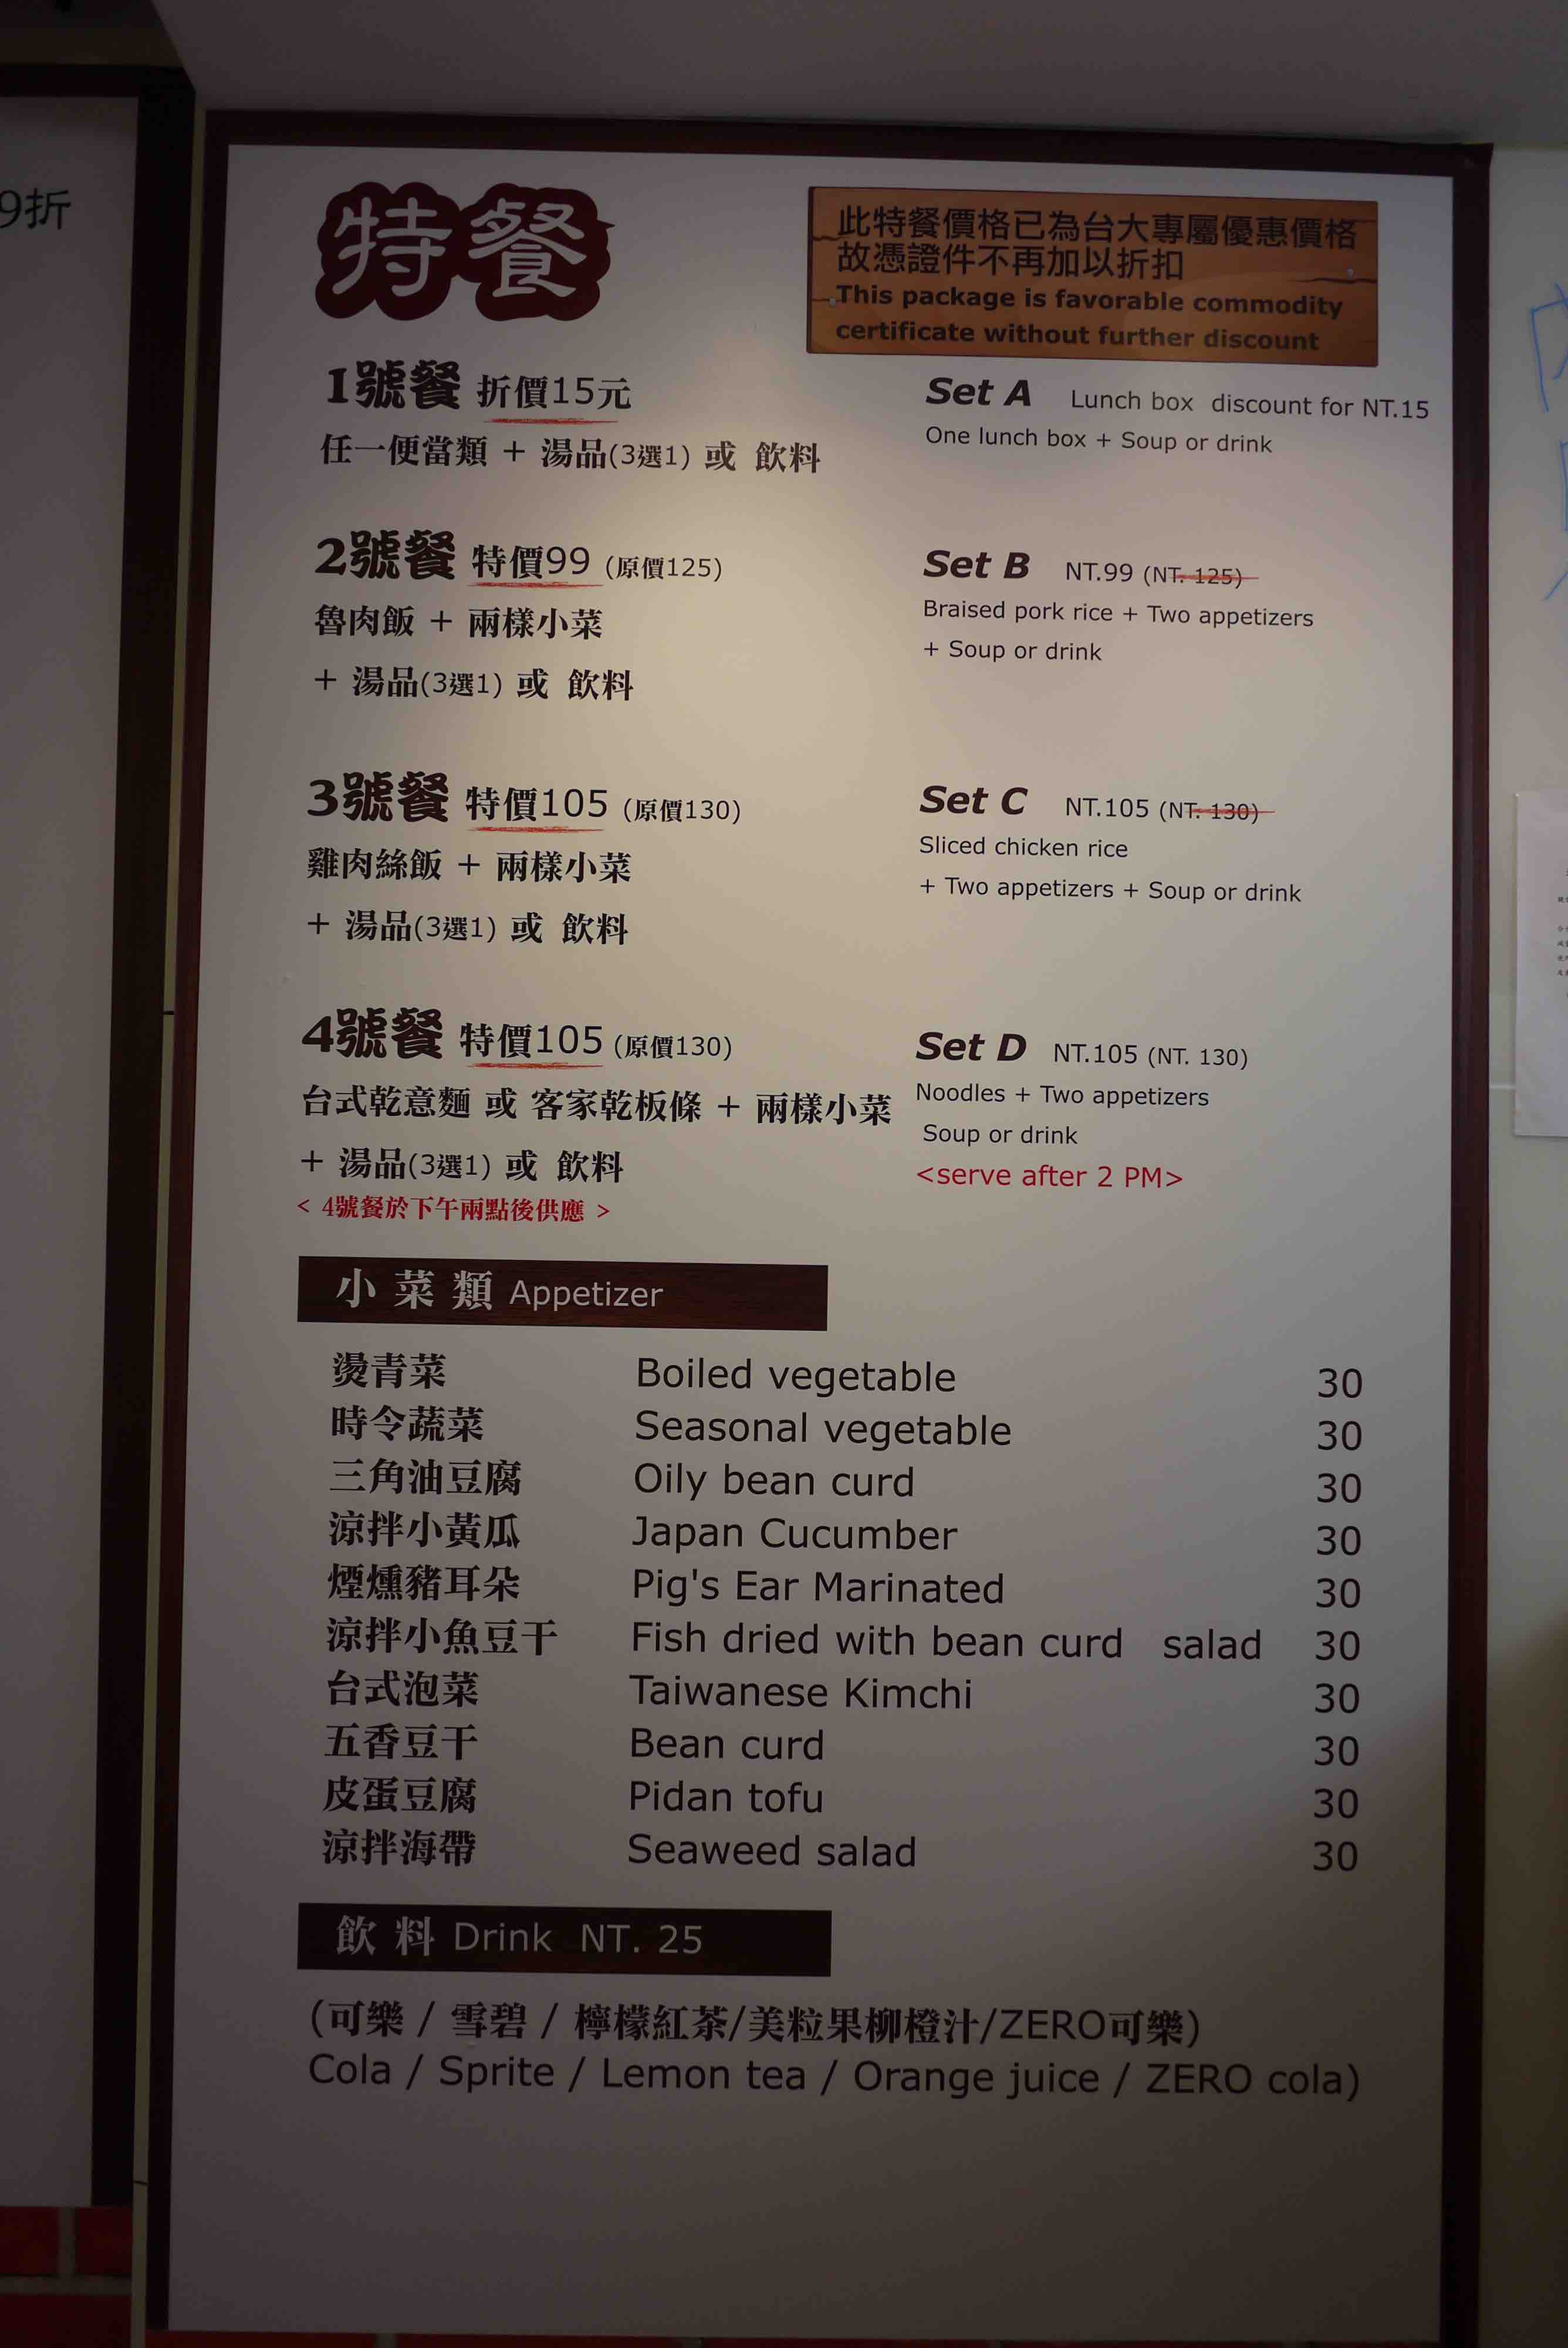 9折
特餐
此特餐價格已為台大專屬優惠價格
故憑證件不再加以折扣
This package is favorable commodity
certificate without further discount
1號餐 折價15元
任一便當類 + 湯品(3選1) 或 飲料
Set A Lunch box discount for NT.15
One lunch box + Soup or drink
2號餐 特價99 (原價125)
魯肉飯 + 兩樣小菜
+ 湯品(3選1) 或 飲料
Set B NT.99 (NT. 125)
Braised pork rice + Two appetizers
+ Soup or drink
3號餐 特價105 (原價130)
雞肉絲飯 + 兩樣小菜
+ 湯品(3選1) 或 飲料
Set C NT.105 (NT. 130)
Sliced chicken rice
+ Two appetizers + Soup or drink
4號餐 特價105 (原價130)
台式乾意麵 或 客家乾板條 + 兩樣小菜
+ 湯品(3選1) 或 飲料
< 4號餐於下午兩點後供應 >
Set D NT.105 (NT. 130)
Noodles + Two appetizers
Soup or drink
<serve after 2 PM>
小菜類 Appetizer
燙青菜 Boiled vegetable 30
時令蔬菜 Seasonal vegetable 30
三角油豆腐 Oily bean curd 30
涼拌小黃瓜 Japan Cucumber 30
煙燻豬耳朵 Pig's Ear Marinated 30
涼拌小魚豆干 Fish dried with bean curd salad 30
台式泡菜 Taiwanese Kimchi 30
五香豆干 Bean curd 30
皮蛋豆腐 Pidan tofu 30
涼拌海帶 Seaweed salad 30
飲料 Drink NT. 25
(可樂 / 雪碧 / 檸檬紅茶/美粒果柳橙汁/ZERO可樂)
Cola / Sprite / Lemon tea / Orange juice / ZERO cola)